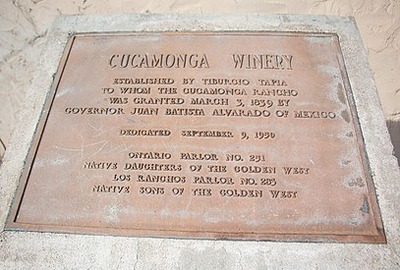 CUCAMONGA WINERY
ESTABLISHED BY TIBURCIO TAPIA
TO WHOM THE CUCAMONGA RANCHO
WAS GRANTED MARCH 3, 1839 BY
GOVERNOR JUAN BATISTA ALVARADO OF MEXICO
DEDICATED SEPTEMBER 9, 1950
ONTARIO PARLOR NO. 251
NATIVE DAUGHTERS OF THE GOLDEN WEST
LOS RANCHOS PARLOR NO. 283
NATIVE SONS OF THE GOLDEN WEST